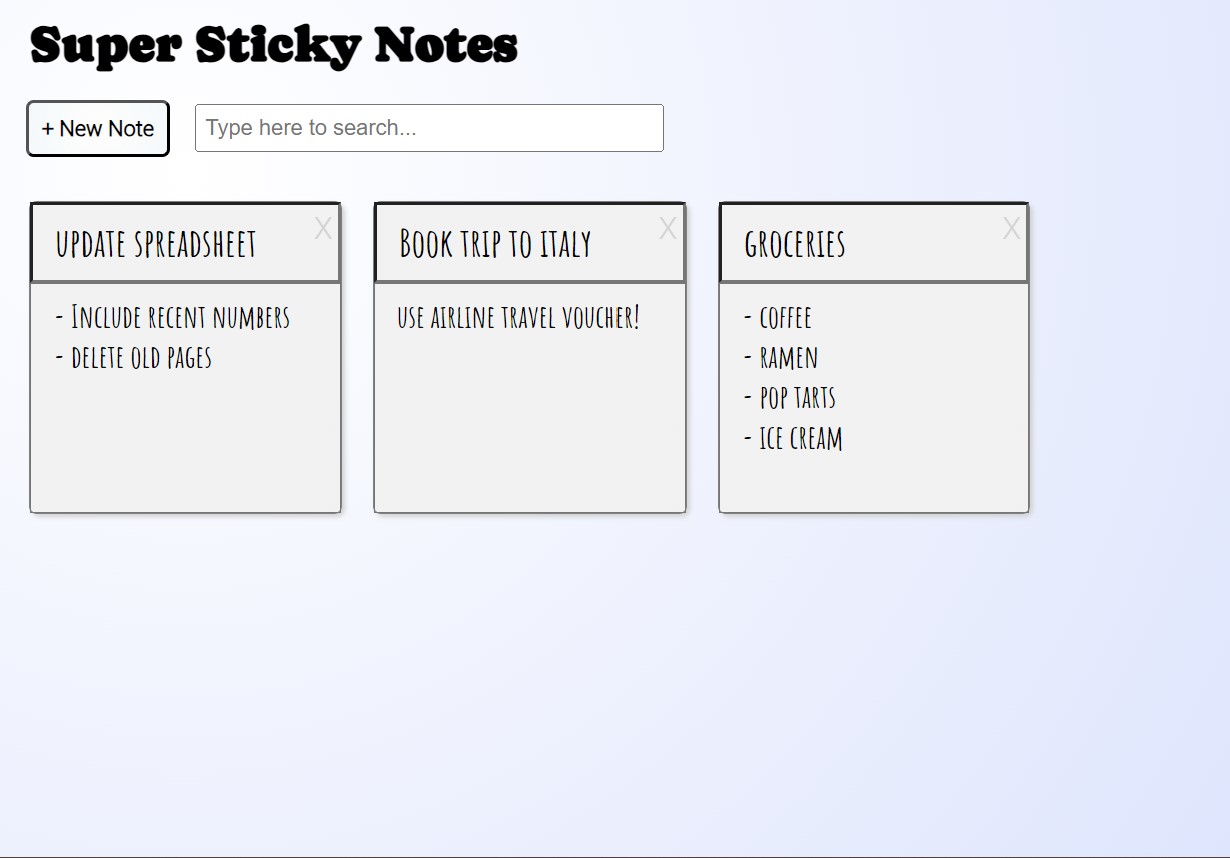 Super Sticky Notes
+ New Note
Type here to search...
UPDATE SPREADSHEET
X
- INCLUDE RECENT NUMBERS
- DELETE OLD PAGES
BOOK TRIP TO ITALY
X
USE AIRLINE TRAVEL VOUCHER!
GROCERIES
X
- COFFEE
- RAMEN
- POP TARTS
- ICE CREAM